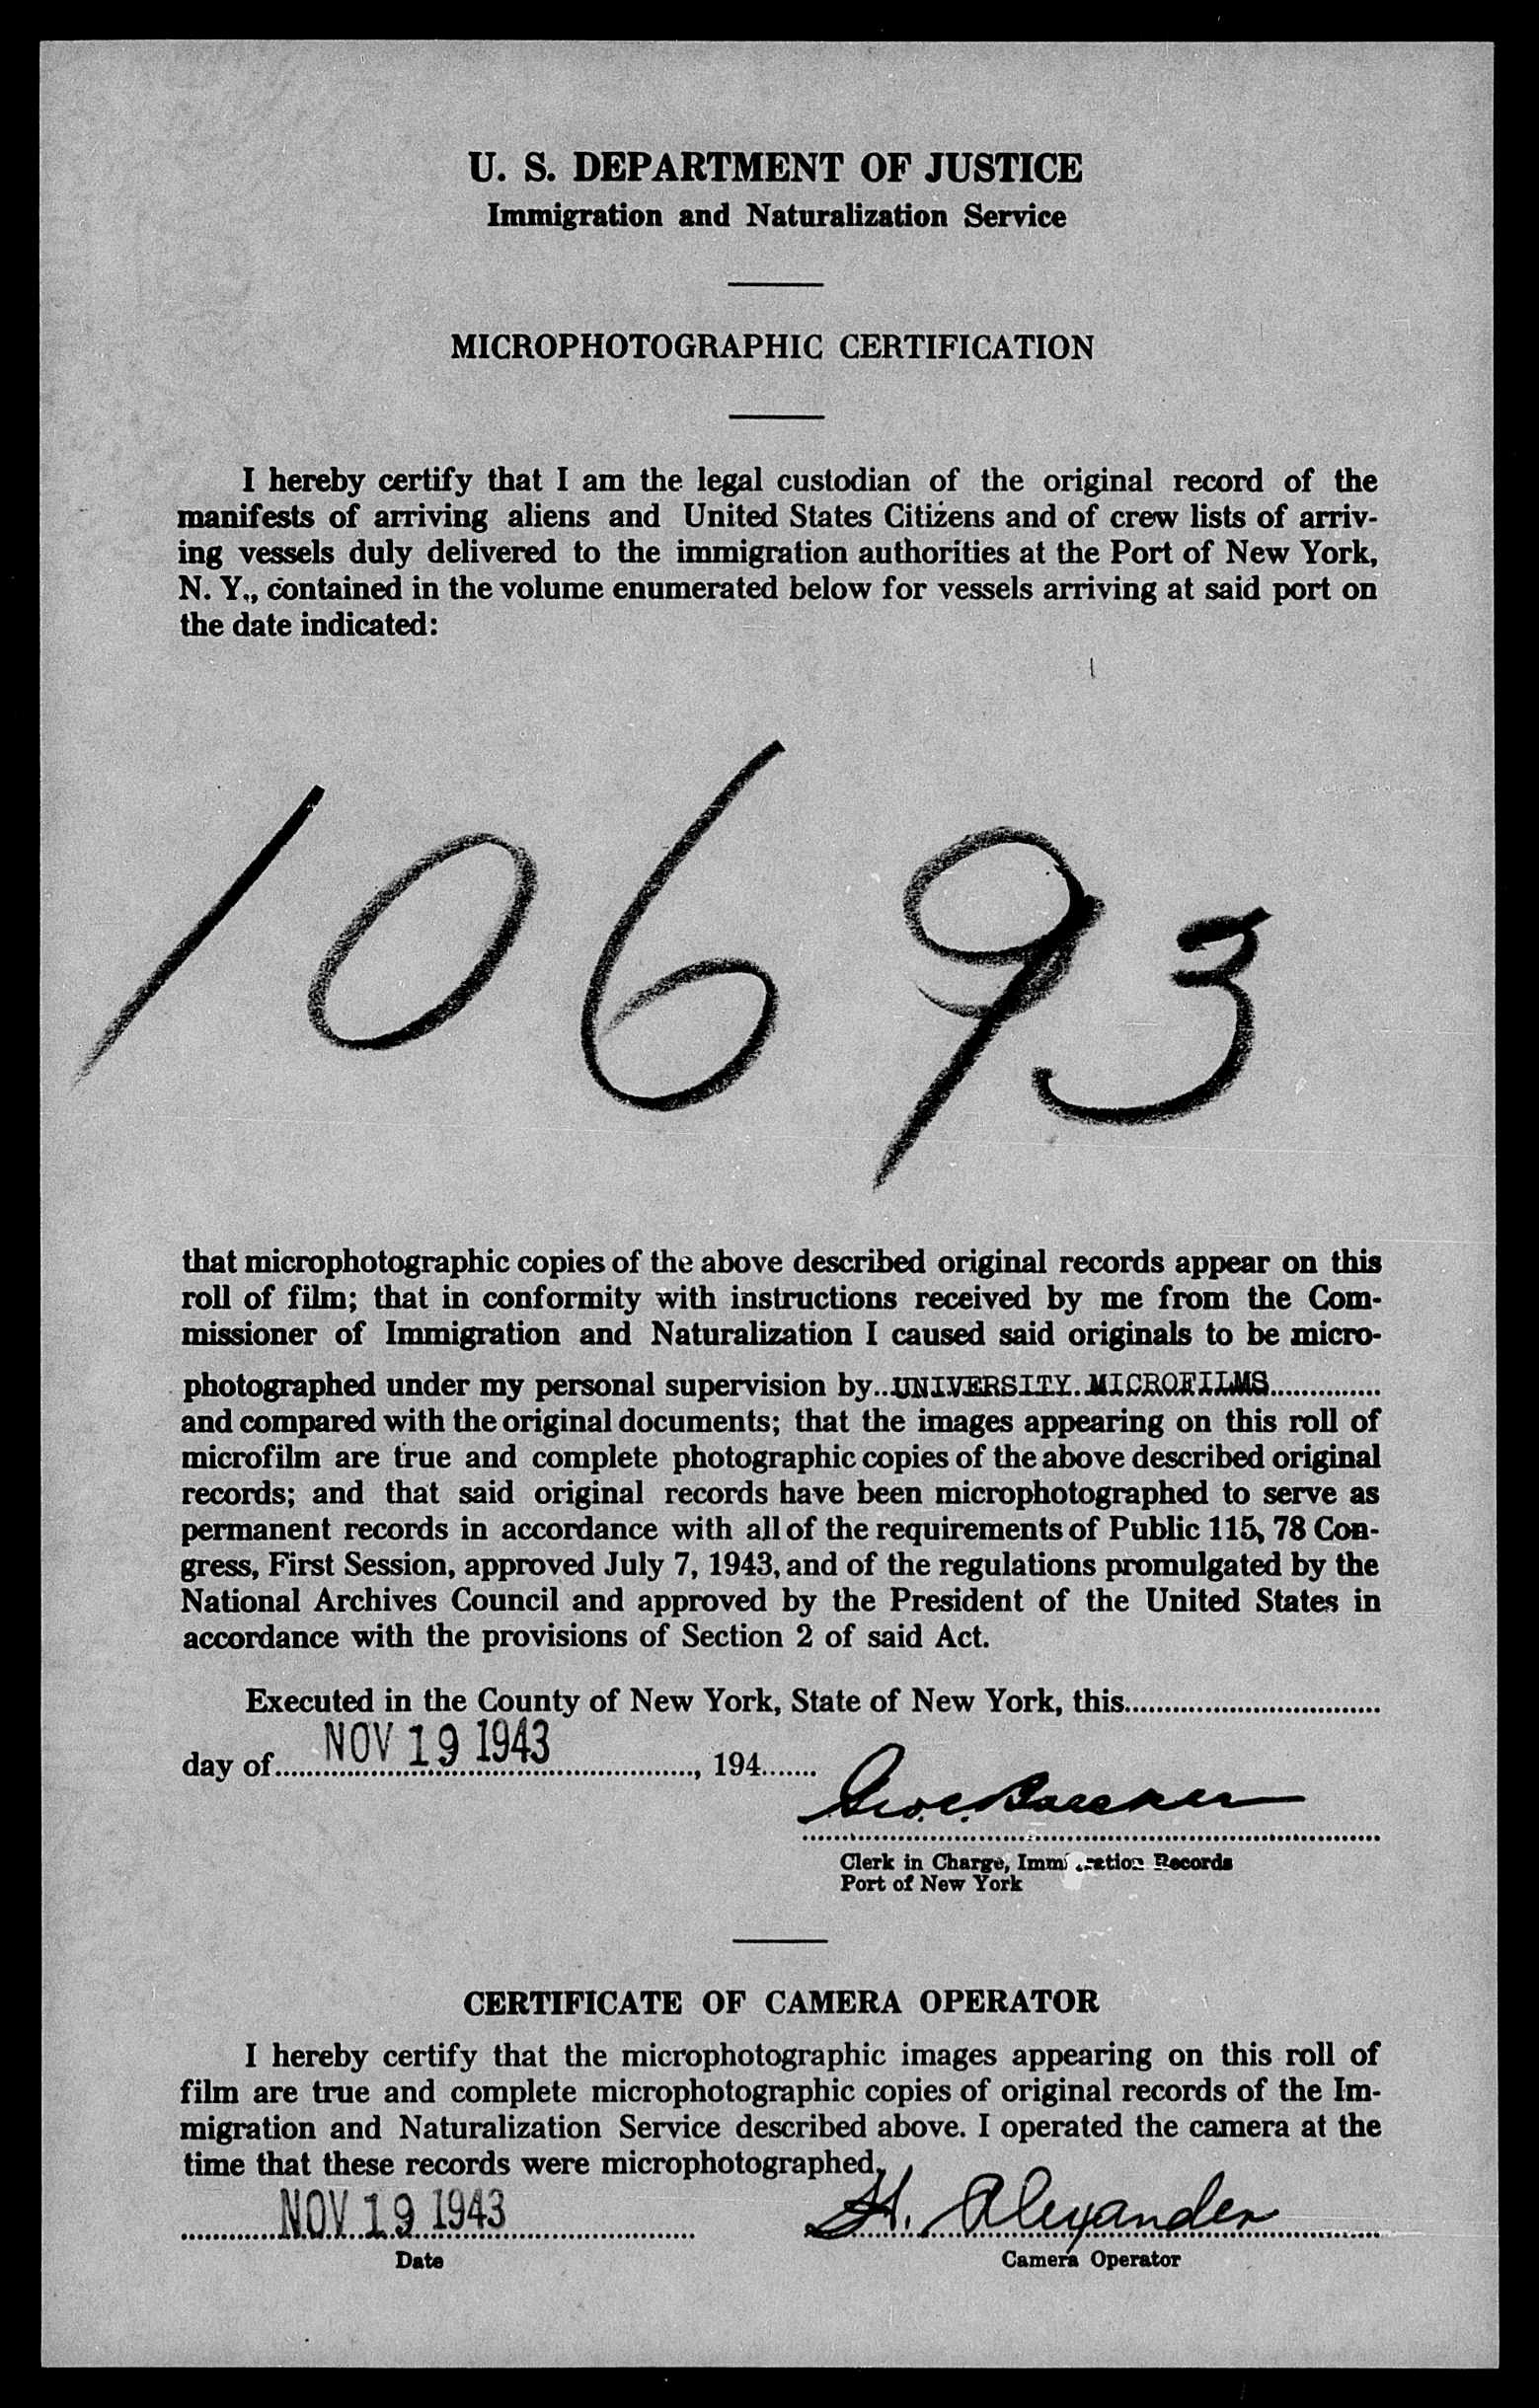 U. S. DEPARTMENT OF JUSTICE
Immigration and Naturalization Service
MICROPHOTOGRAPHIC CERTIFICATION
I hereby certify that I am the legal custodian of the original record of the
manifests of arriving aliens and United States Citizens and of crew lists of arriv-
ing vessels duly delivered to the immigration authorities at the Port of New York,
N. Y., contained in the volume enumerated below for vessels arriving at said port on
the date indicated:
10693
that microphotographic copies of the above described original records appear on this
roll of film; that in conformity with instructions received by me from the Com-
missioner of Immigration and Naturalization I caused said originals to be micro-
photographed under my personal supervision by..UNIVERSITY.MICROFILMS..............
and compared with the original documents; that the images appearing on this roll of
microfilm are true and complete photographic copies of the above described original
records; and that said original records have been microphotographed to serve as
permanent records in accordance with all of the requirements of Public 115, 78 Con-
gress, First Session, approved July 7, 1943, and of the regulations promulgated by the
National Archives Council and approved by the President of the United States in
accordance with the provisions of Section 2 of said Act.
Executed in the County of New York, State of New York, this................................
day of..... NOV 19 1943 .................., 194.......
Geo. C.
Clerk in Charge, Immigration Records
Port of New York
CERTIFICATE OF CAMERA OPERATOR
I hereby certify that the microphotographic images appearing on this roll of
film are true and complete microphotographic copies of original records of the Im-
migration and Naturalization Service described above. I operated the camera at the
time that these records were microphotographed.
NOV 19 1943 H. Alexander
Date Camera Operator